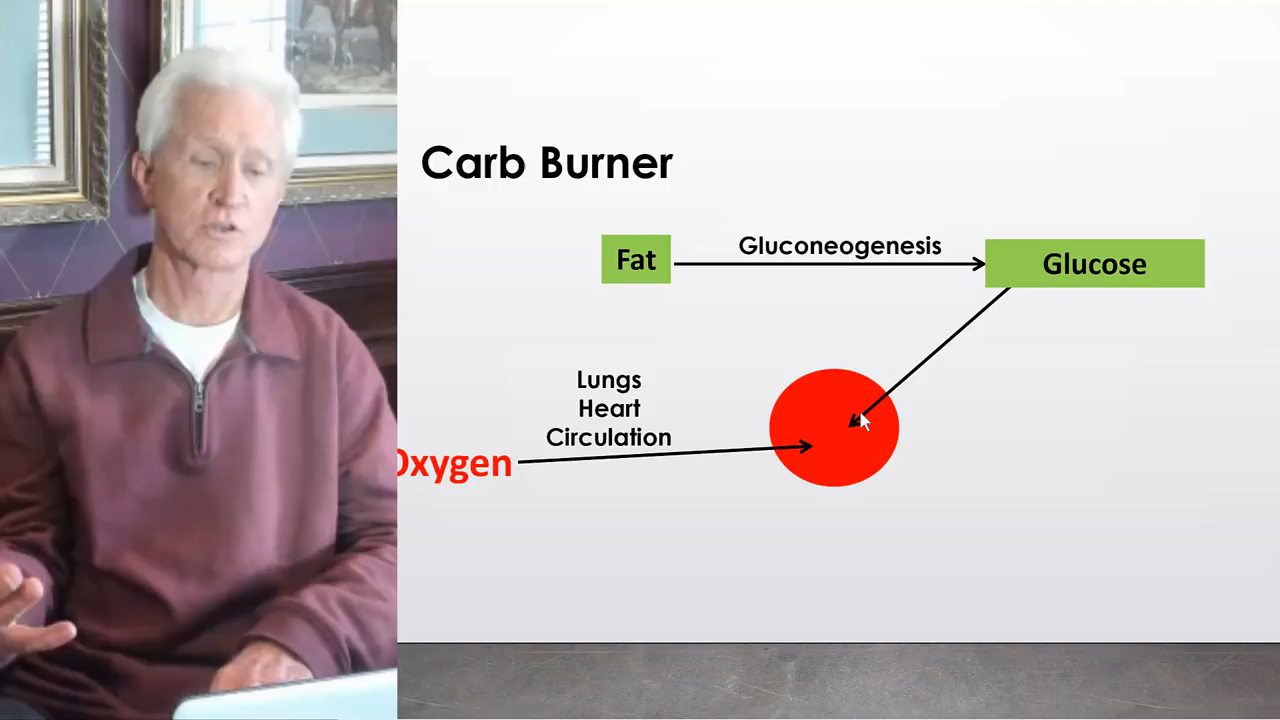 Carb Burner
Fat
Gluconeogenesis
Glucose
Lungs
Heart
Circulation
Oxygen